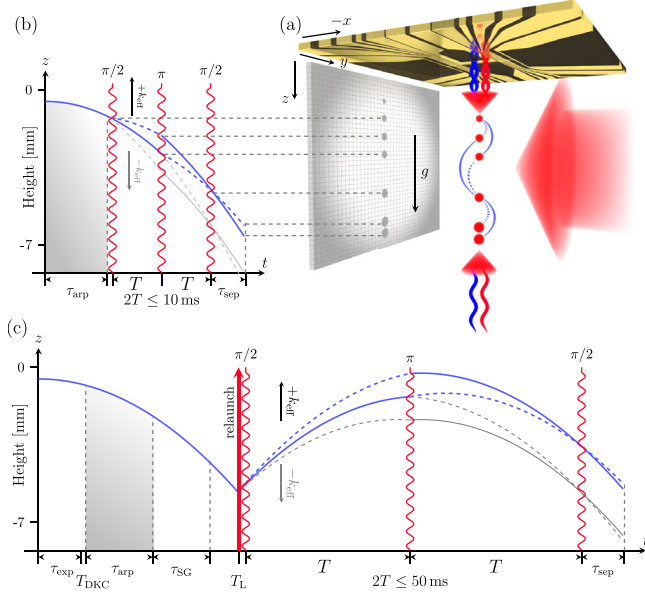 (b)
(a)
z
π/2
π
π/2
+k_eff
−x
y
z
0
Height [mm]
−k_eff
g
-7
t
τ_arp
T
T
τ_sep
2T ≤ 10 ms
(c)
z
π/2
π
π/2
0
relaunch
+k_eff
Height [mm]
−k_eff
-7
t
τ_exp
T_DKC
τ_arp
τ_SG
T_L
T
2T ≤ 50 ms
T
τ_sep